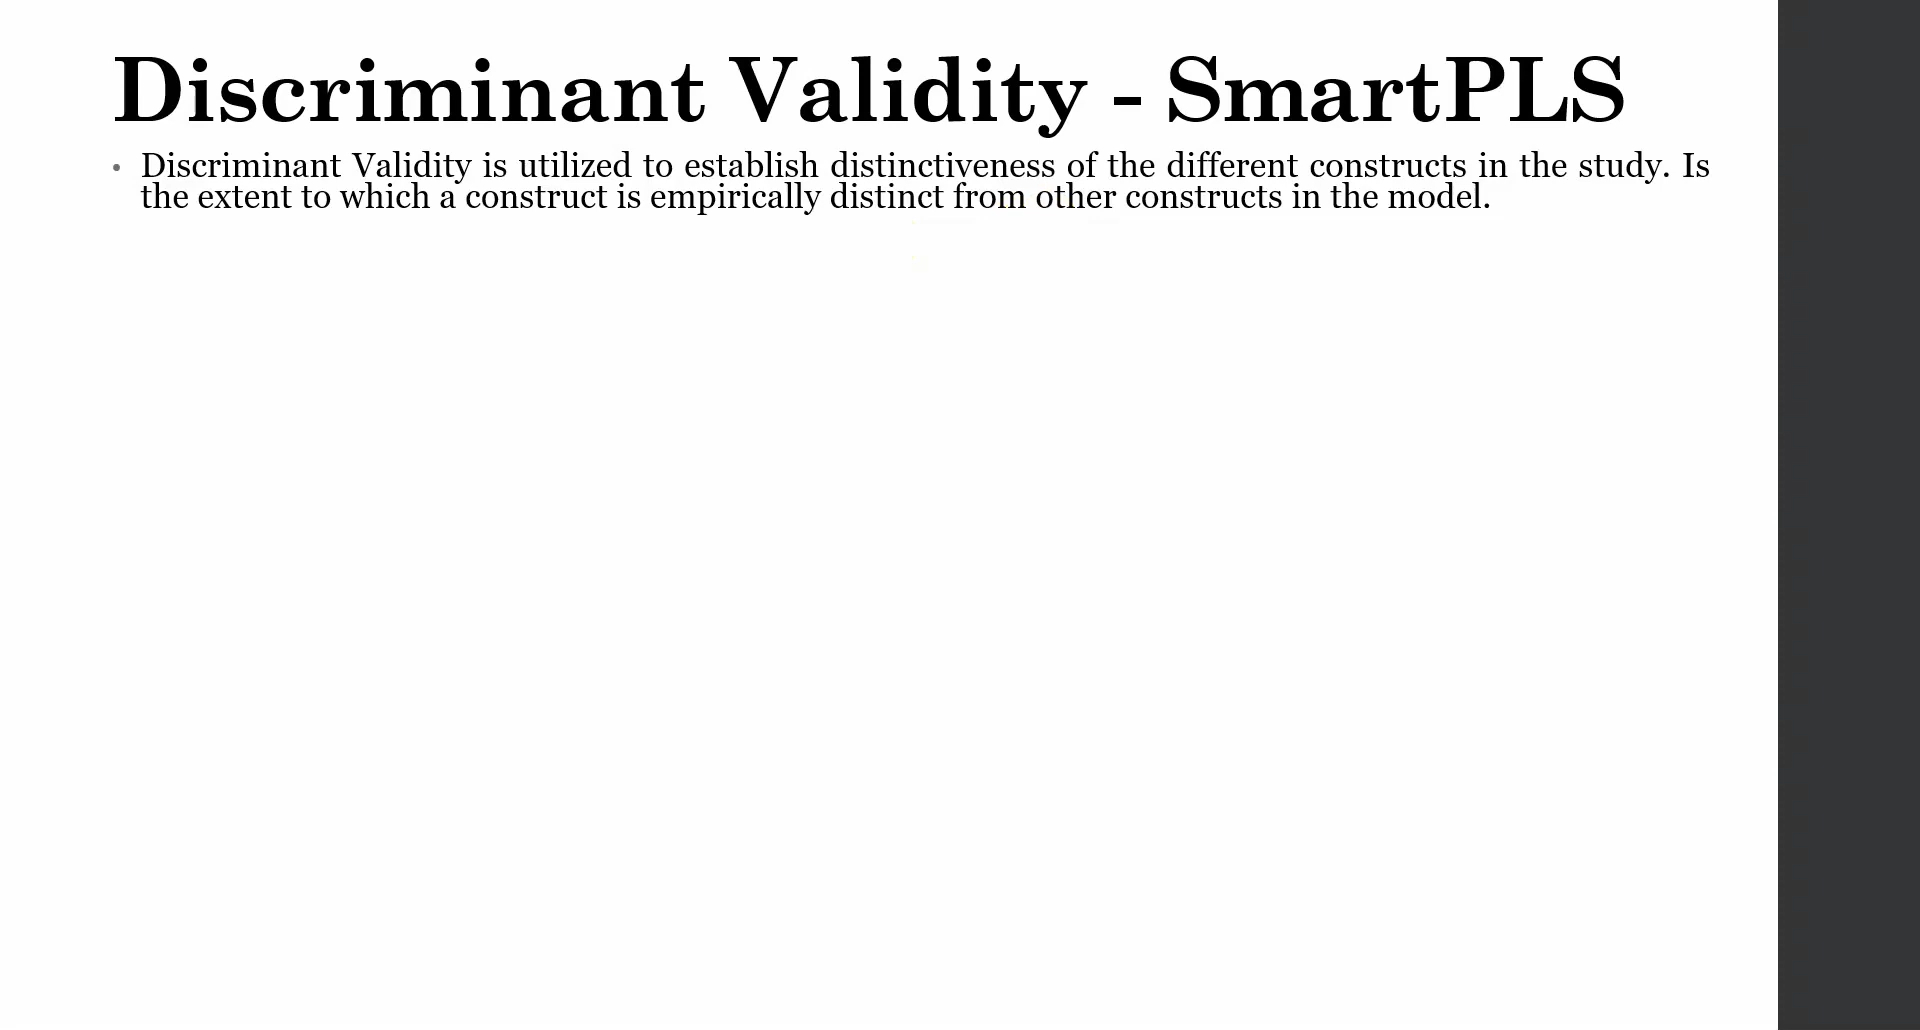 Discriminant Validity - SmartPLS
• Discriminant Validity is utilized to establish distinctiveness of the different constructs in the study. Is
the extent to which a construct is empirically distinct from other constructs in the model.